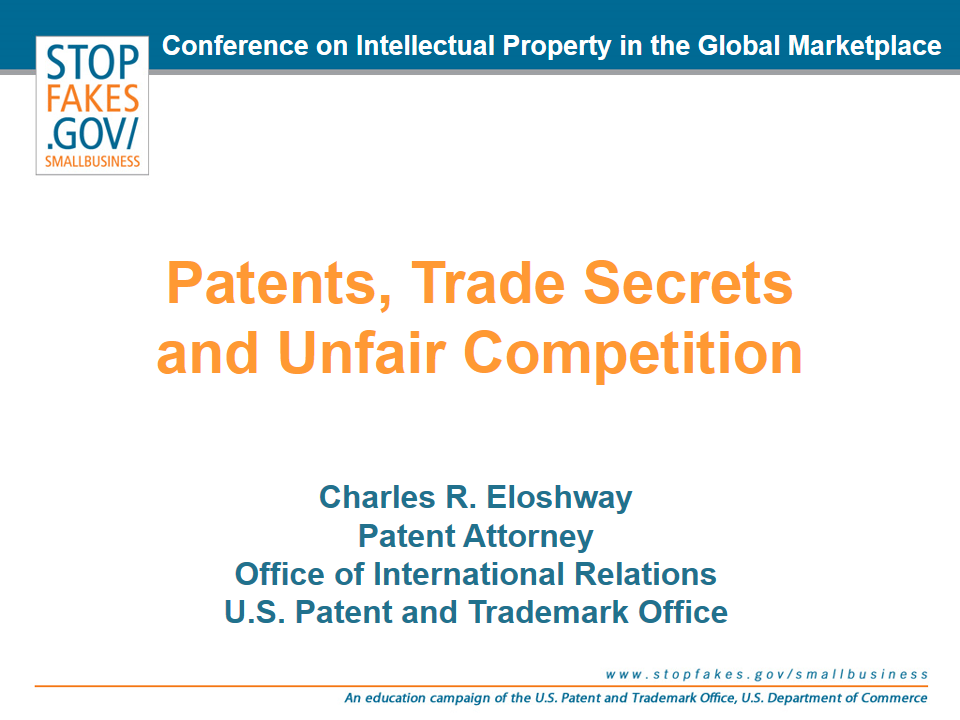 Conference on Intellectual Property in the Global Marketplace
STOP
FAKES
.GOV/
SMALLBUSINESS
Patents, Trade Secrets
and Unfair Competition
Charles R. Eloshway
Patent Attorney
Office of International Relations
U.S. Patent and Trademark Office
www.stopfakes.gov/smallbusiness
An education campaign of the U.S. Patent and Trademark Office, U.S. Department of Commerce